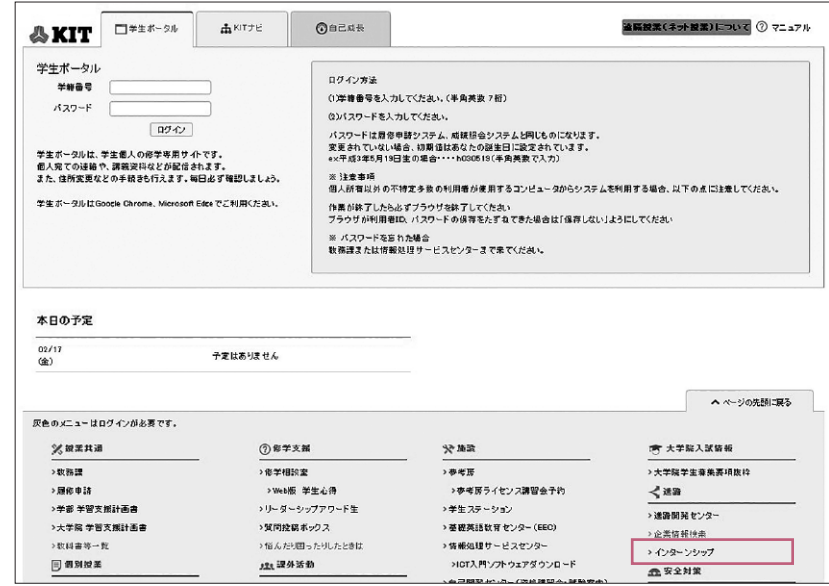 KIT
学生ポータル
KITナビ
自己成長
遠隔授業(ネット授業)について
マニュアル
学生ポータル
学籍番号
パスワード
ログイン
学生ポータルは、学生個人の修学専用サイトです。
個人宛ての連絡や、講義資料などが配信されます。
また、住所変更などの手続きも行えます。毎日必ず確認しましょう。
学生ポータルはGoogle Chrome、Microsoft Edge でご利用ください。
ログイン方法
(1)学籍番号を入力してください。(半角英数 7桁)
(2)パスワードを入力してください。
パスワードは履修申請システム、成績照会システムと同じものになります。
変更されていない場合、初期値はあなたの誕生日に設定されています。
ex平成3年5月19日生の場合・・・・h030519(半角英数で入力)
※ 注意事項
個人所有以外の不特定多数の利用者が使用するコンピュータからシステムを利用する場合、以下の点に注意してください。
作業が終了したら必ずブラウザを終了してください
ブラウザが利用者ID、パスワードの保存をたずねてきた場合は「保存しない」ようにしてください
※ パスワードを忘れた場合
教務課または情報処理サービスセンターまで来てください。
本日の予定
02/17
(金)
予定はありません
ページの先頭に戻る
灰色のメニューはログインが必要です。
授業共通
›教務課
›履修申請
›学部 学習支援計画書
›大学院 学習支援計画書
›教科書等一覧
個別授業
修学支援
›修学相談室
›Web版 学生心得
›リーダーシップアワード生
›質問投稿ボックス
›悩んだり困ったりしたときは
課外活動
施設
›夢考房
›夢考房ライセンス講習会予約
›学生ステーション
›基礎英語教育センター(EEC)
›情報処理サービスセンター
›IOT入門ソフトウェアダウンロード
›自己開発センター(資格講習会・試験案内)
大学院入試情報
›大学院学生募集要項抜粋
進路
›進路開発センター
›企業情報検索
›インターンシップ
安全対策